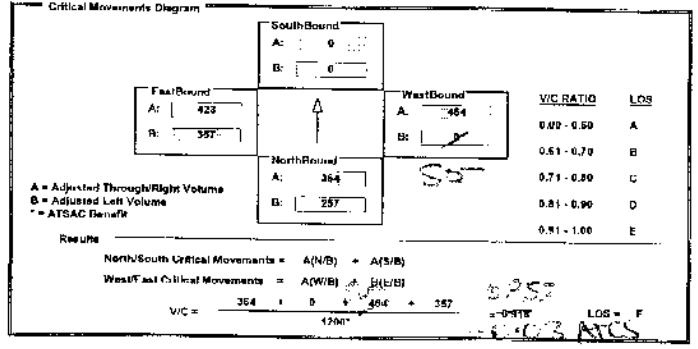 Critical Movements Diagram
SouthBound
A: 0
B: 0
EastBound
A: 423
B: 357
WestBound
A: 464
B: 0
NorthBound
A: 364
B: 257
V/C RATIO LOS
0.00 - 0.60 A
0.61 - 0.70 B
0.71 - 0.80 C
0.81 - 0.90 D
0.91 - 1.00 E
A = Adjusted Through/Right Volume
B = Adjusted Left Volume
* = ATSAC Benefit
Results
North/South Critical Movements = A(N/B) + A(S/B)
West/East Critical Movements = A(W/B) + B(E/B)
V/C = 364 + 0 + 464 + 357
1200*
LOS = F
ATCS